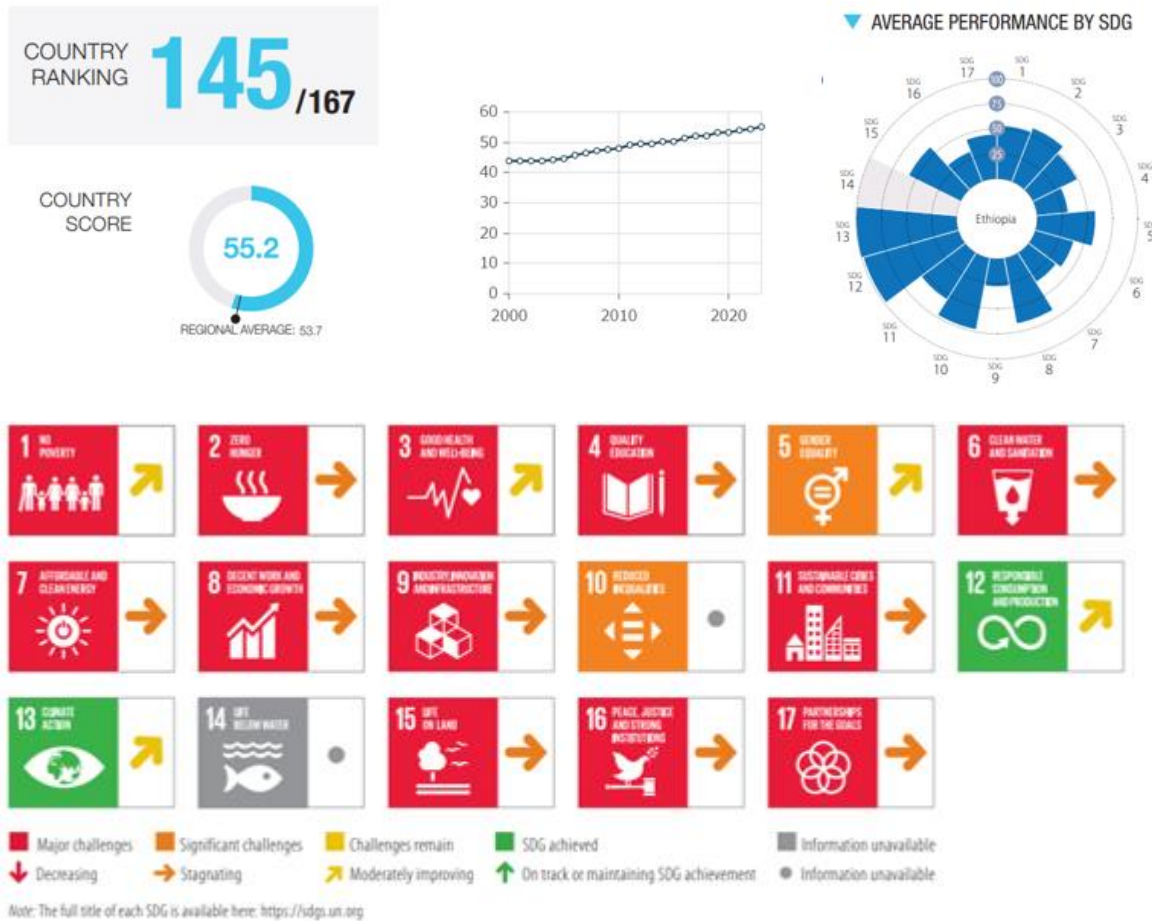 COUNTRY
RANKING
145/167
COUNTRY
SCORE
55.2
REGIONAL AVERAGE: 53.7
60
50
40
30
20
10
0
2000
2010
2020
AVERAGE PERFORMANCE BY SDG
SDG
1
SDG
2
SDG
3
SDG
4
SDG
5
SDG
6
SDG
7
SDG
8
SDG
9
SDG
10
SDG
11
SDG
12
SDG
13
SDG
14
SDG
15
SDG
16
SDG
17
100
75
50
25
Ethiopia
1 NO
POVERTY
2 ZERO
HUNGER
3 GOOD HEALTH
AND WELL-BEING
4 QUALITY
EDUCATION
5 GENDER
EQUALITY
6 CLEAN WATER
AND SANITATION
7 AFFORDABLE AND
CLEAN ENERGY
8 DECENT WORK AND
ECONOMIC GROWTH
9 INDUSTRY, INNOVATION
AND INFRASTRUCTURE
10 REDUCED
INEQUALITIES
11 SUSTAINABLE CITIES
AND COMMUNITIES
12 RESPONSIBLE
CONSUMPTION
AND PRODUCTION
13 CLIMATE
ACTION
14 LIFE
BELOW WATER
15 LIFE
ON LAND
16 PEACE, JUSTICE
AND STRONG
INSTITUTIONS
17 PARTNERSHIPS
FOR THE GOALS
Major challenges
Significant challenges
Challenges remain
SDG achieved
Information unavailable
Decreasing
Stagnating
Moderately improving
On track or maintaining SDG achievement
Information unavailable
Note: The full title of each SDG is available here: https://sdgs.un.org